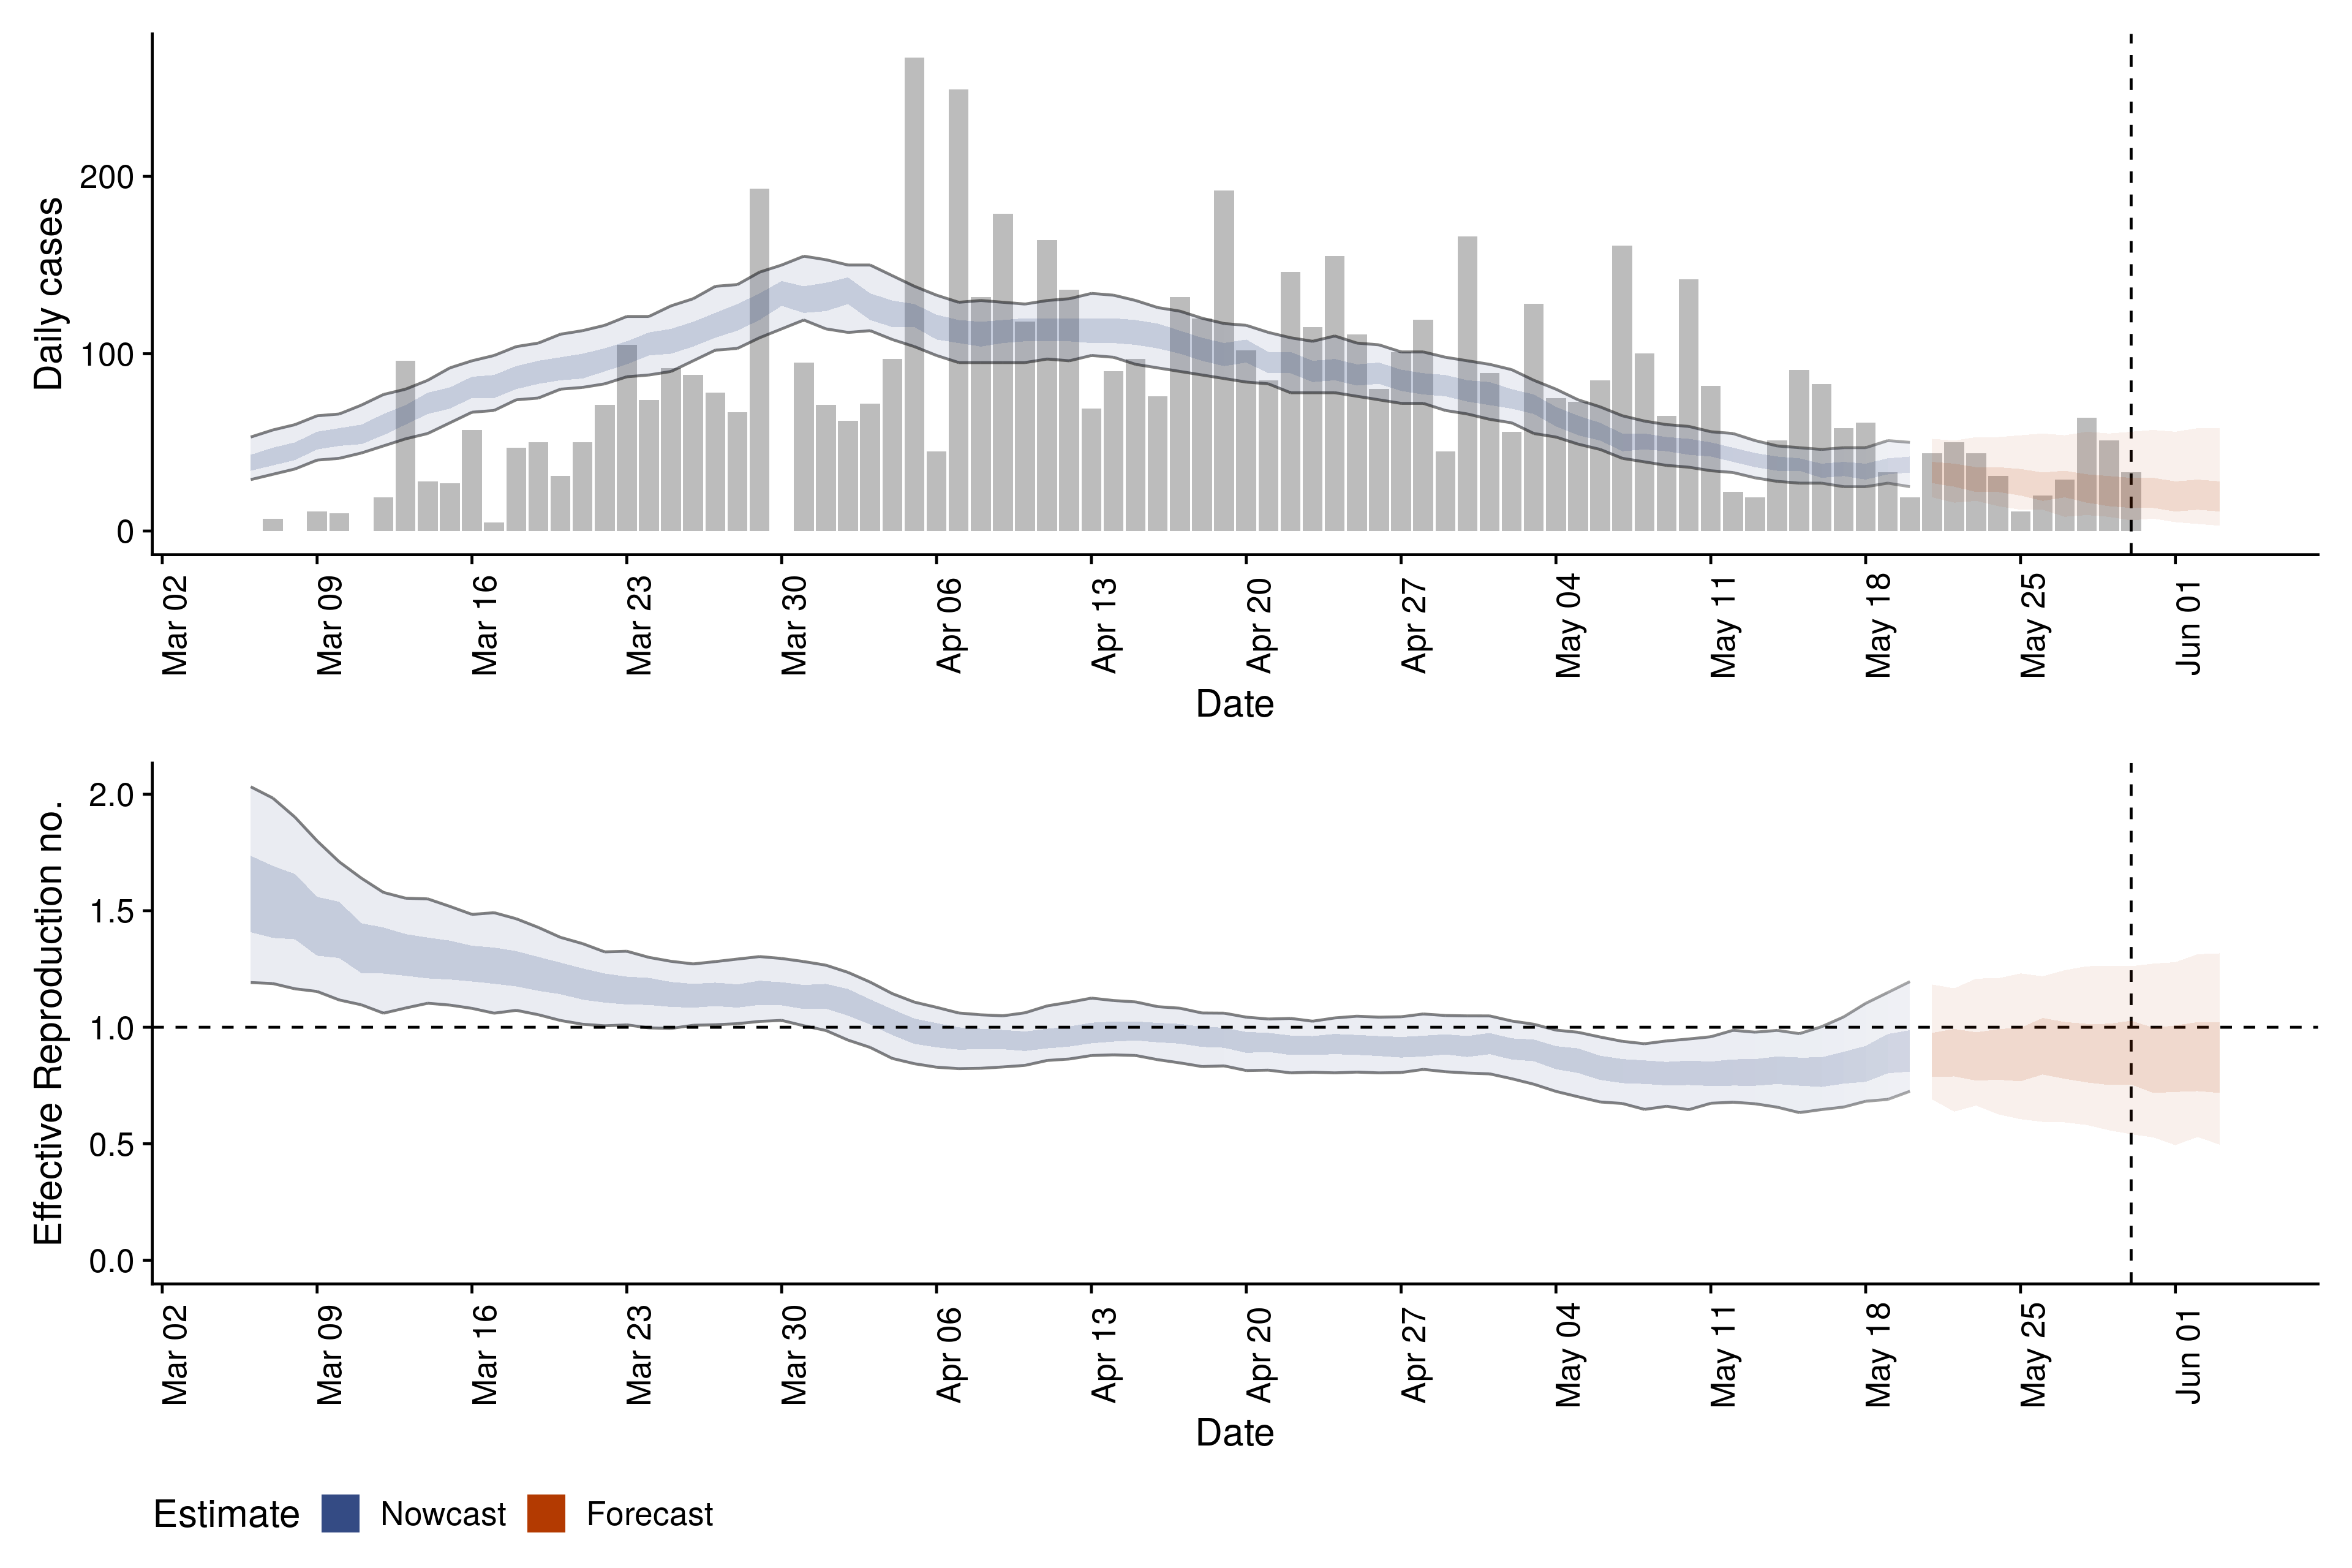 Daily cases
200
100
0
Mar 02
Mar 09
Mar 16
Mar 23
Mar 30
Apr 06
Apr 13
Apr 20
Apr 27
May 04
May 11
May 18
May 25
Jun 01
Date
Effective Reproduction no.
2.0
1.5
1.0
0.5
0.0
Mar 02
Mar 09
Mar 16
Mar 23
Mar 30
Apr 06
Apr 13
Apr 20
Apr 27
May 04
May 11
May 18
May 25
Jun 01
Date
Estimate Nowcast Forecast